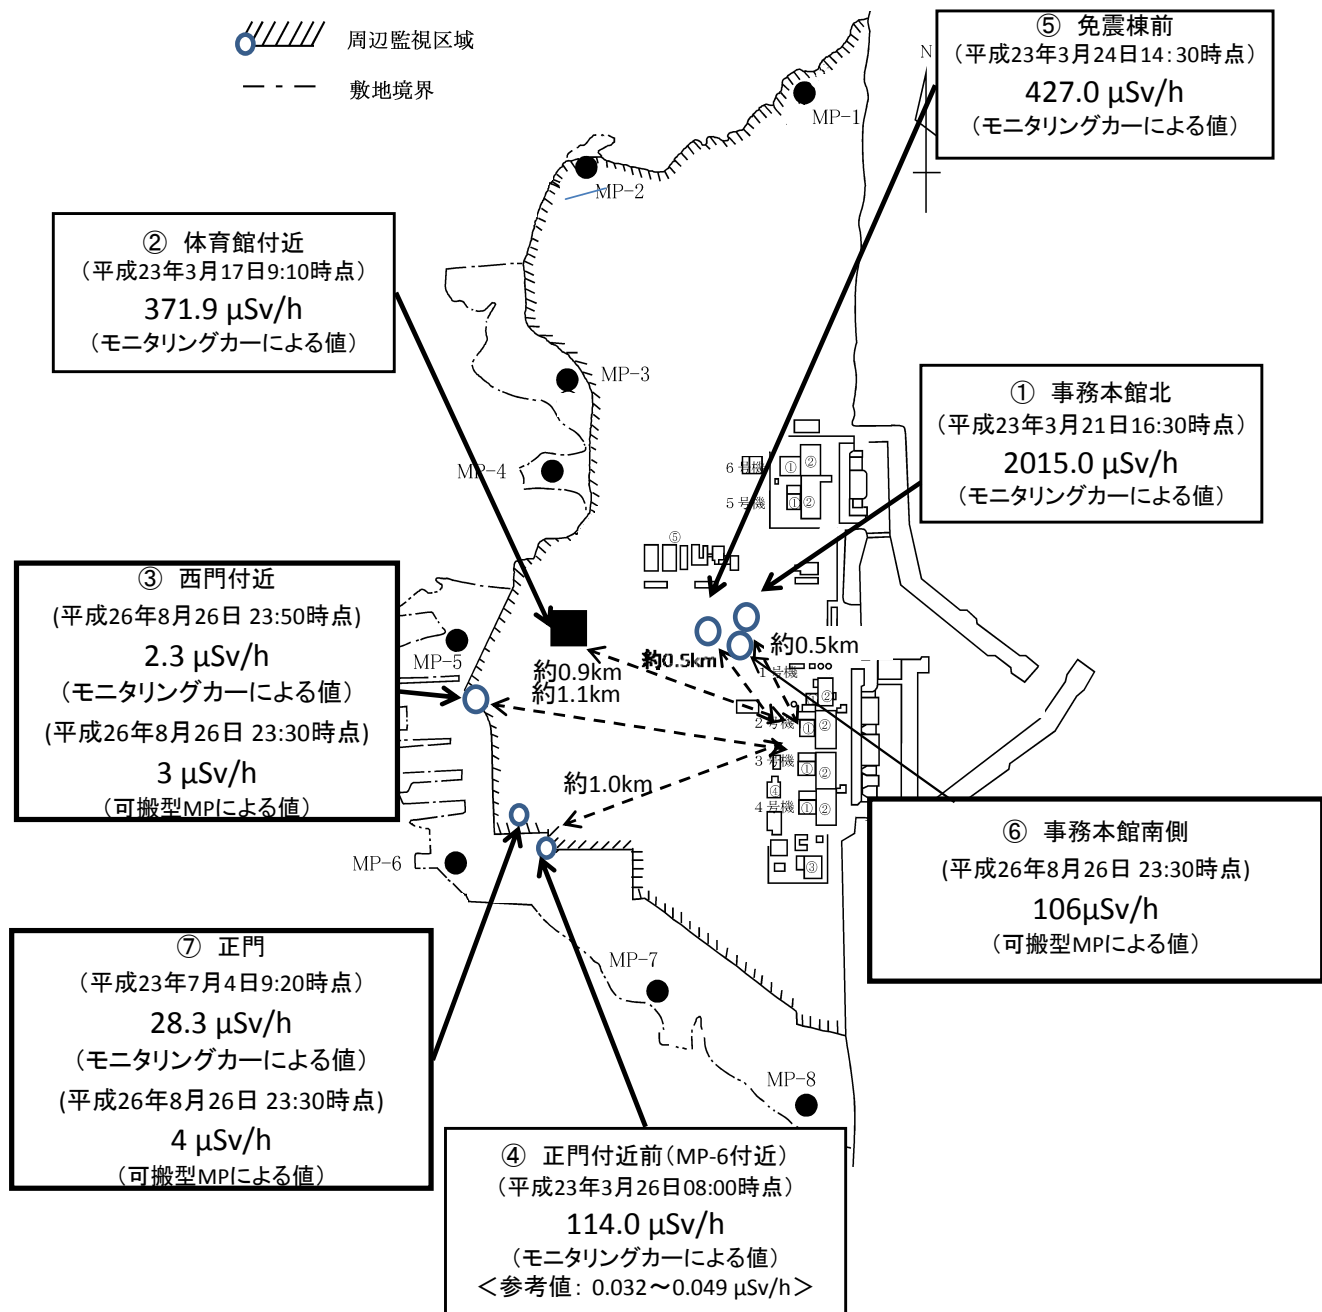 周辺監視区域
敷地境界
⑤ 免震棟前
（平成23年3月24日14：30時点）
427.0 μSv/h
（モニタリングカーによる値）
N
MP-1
MP-2
② 体育館付近
（平成23年3月17日9:10時点）
371.9 μSv/h
（モニタリングカーによる値）
MP-3
① 事務本館北
（平成23年3月21日16:30時点）
2015.0 μSv/h
（モニタリングカーによる値）
MP-4
6号機
①
②
5号機
①
②
⑤
③ 西門付近
(平成26年8月26日 23:50時点)
2.3 μSv/h
（モニタリングカーによる値）
(平成26年8月26日 23:30時点)
3 μSv/h
（可搬型MPによる値）
MP-5
約0.9km
約1.1km
約0.5km
約0.5km
1号機
②
2号機
①
②
3号機
①
②
約1.0km
④
4号機
①
②
③
MP-6
⑥ 事務本館南側
(平成26年8月26日 23:30時点)
106μSv/h
（可搬型MPによる値）
⑦ 正門
（平成23年7月4日9:20時点）
28.3 μSv/h
（モニタリングカーによる値）
(平成26年8月26日 23:30時点)
4 μSv/h
（可搬型MPによる値）
MP-7
MP-8
④ 正門付近前（MP-6付近）
（平成23年3月26日08:00時点）
114.0 μSv/h
（モニタリングカーによる値）
＜参考値： 0.032～0.049 μSv/h＞